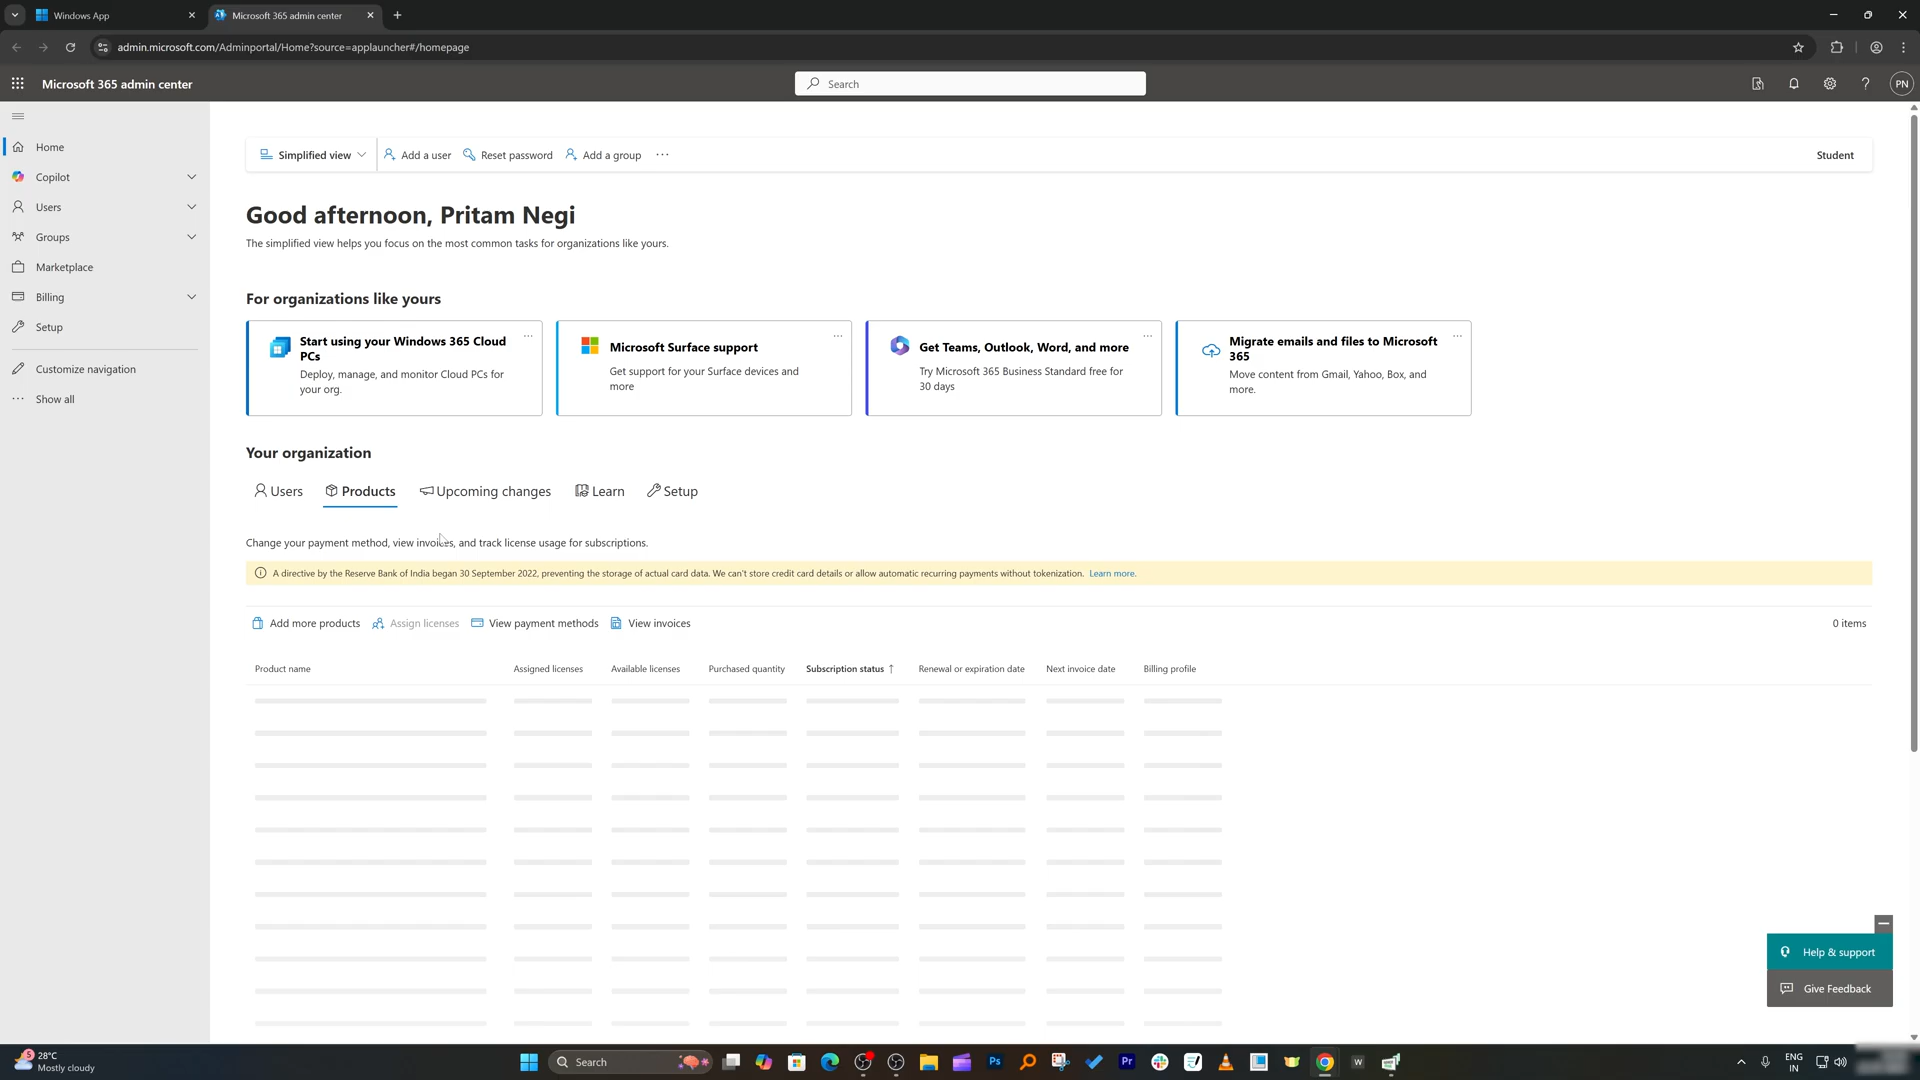 Windows App
Microsoft 365 admin center
admin.microsoft.com/Adminportal/Home?source=applauncher#/homepage
Microsoft 365 admin center
Search
PN
Home
Copilot
Users
Groups
Marketplace
Billing
Setup
Customize navigation
Show all
Simplified view
Add a user
Reset password
Add a group
Student
Good afternoon, Pritam Negi
The simplified view helps you focus on the most common tasks for organizations like yours.
For organizations like yours
Start using your Windows 365 Cloud
PCs
Deploy, manage, and monitor Cloud PCs for
your org.
Microsoft Surface support
Get support for your Surface devices and
more
Get Teams, Outlook, Word, and more
Try Microsoft 365 Business Standard free for
30 days
Migrate emails and files to Microsoft
365
Move content from Gmail, Yahoo, Box, and
more.
Your organization
Users
Products
Upcoming changes
Learn
Setup
Change your payment method, view invoices, and track license usage for subscriptions.
A directive by the Reserve Bank of India began 30 September 2022, preventing the storage of actual card data. We can't store credit card details or allow automatic recurring payments without tokenization. Learn more.
Add more products
Assign licenses
View payment methods
View invoices
0 items
Product name
Assigned licenses
Available licenses
Purchased quantity
Subscription status ↑
Renewal or expiration date
Next invoice date
Billing profile
Help & support
Give Feedback
5
28°C
Mostly cloudy
Search
Ps
Pr
W
ENG
IN